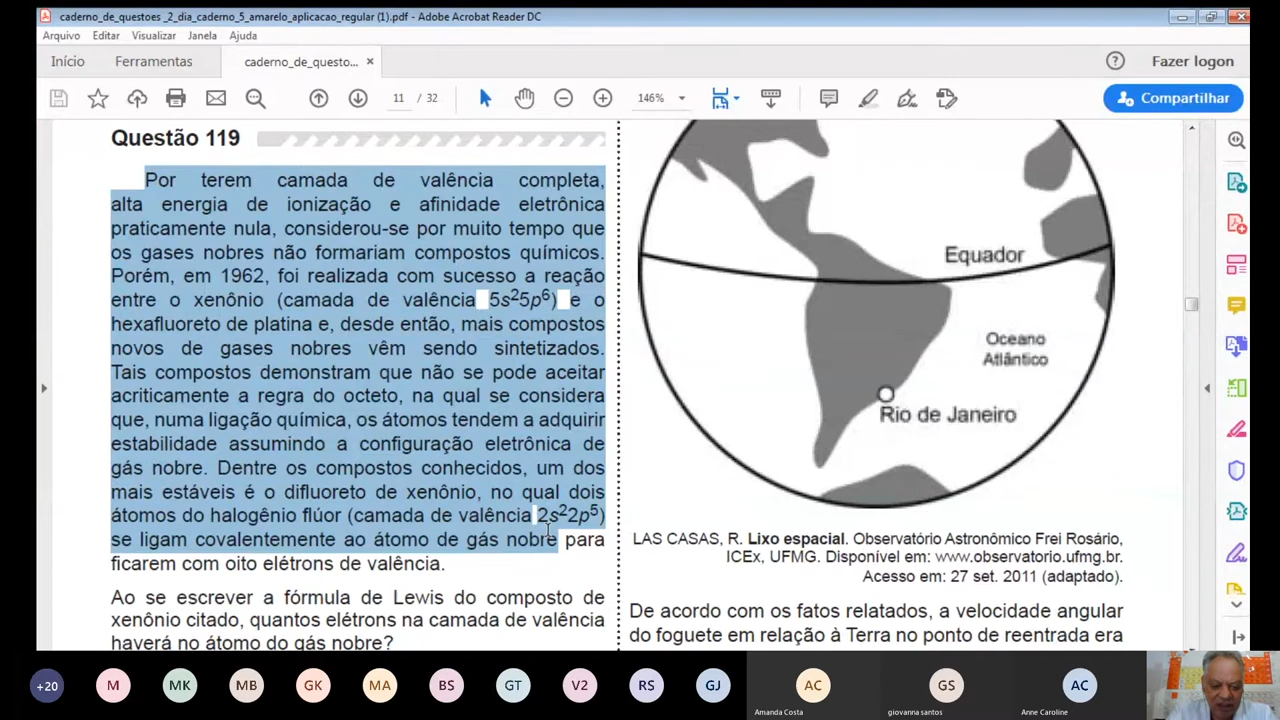 caderno_de_questoes _2_dia_caderno_5_amarelo_aplicacao_regular (1).pdf - Adobe Acrobat Reader DC
Arquivo Editar Visualizar Janela Ajuda
Início Ferramentas caderno_de_questo... × Fazer logon
11 / 32 146% Compartilhar
Questão 119
Por terem camada de valência completa,
alta energia de ionização e afinidade eletrônica
praticamente nula, considerou-se por muito tempo que
os gases nobres não formariam compostos químicos.
Porém, em 1962, foi realizada com sucesso a reação
entre o xenônio (camada de valência 5s²5p⁶) e o
hexafluoreto de platina e, desde então, mais compostos
novos de gases nobres vêm sendo sintetizados.
Tais compostos demonstram que não se pode aceitar
acriticamente a regra do octeto, na qual se considera
que, numa ligação química, os átomos tendem a adquirir
estabilidade assumindo a configuração eletrônica de
gás nobre. Dentre os compostos conhecidos, um dos
mais estáveis é o difluoreto de xenônio, no qual dois
átomos do halogênio flúor (camada de valência 2s²2p⁵)
se ligam covalentemente ao átomo de gás nobre para
ficarem com oito elétrons de valência.
Ao se escrever a fórmula de Lewis do composto de
xenônio citado, quantos elétrons na camada de valência
haverá no átomo do gás nobre?
Equador
Oceano
Atlântico
Rio de Janeiro
LAS CASAS, R. Lixo espacial. Observatório Astronômico Frei Rosário,
ICEx, UFMG. Disponível em: www.observatorio.ufmg.br.
Acesso em: 27 set. 2011 (adaptado).
De acordo com os fatos relatados, a velocidade angular
do foguete em relação à Terra no ponto de reentrada era
+20 M MK MB GK MA BS GT V2 RS GJ AC GS AC
Amanda Costa giovanna santos Anne Caroline